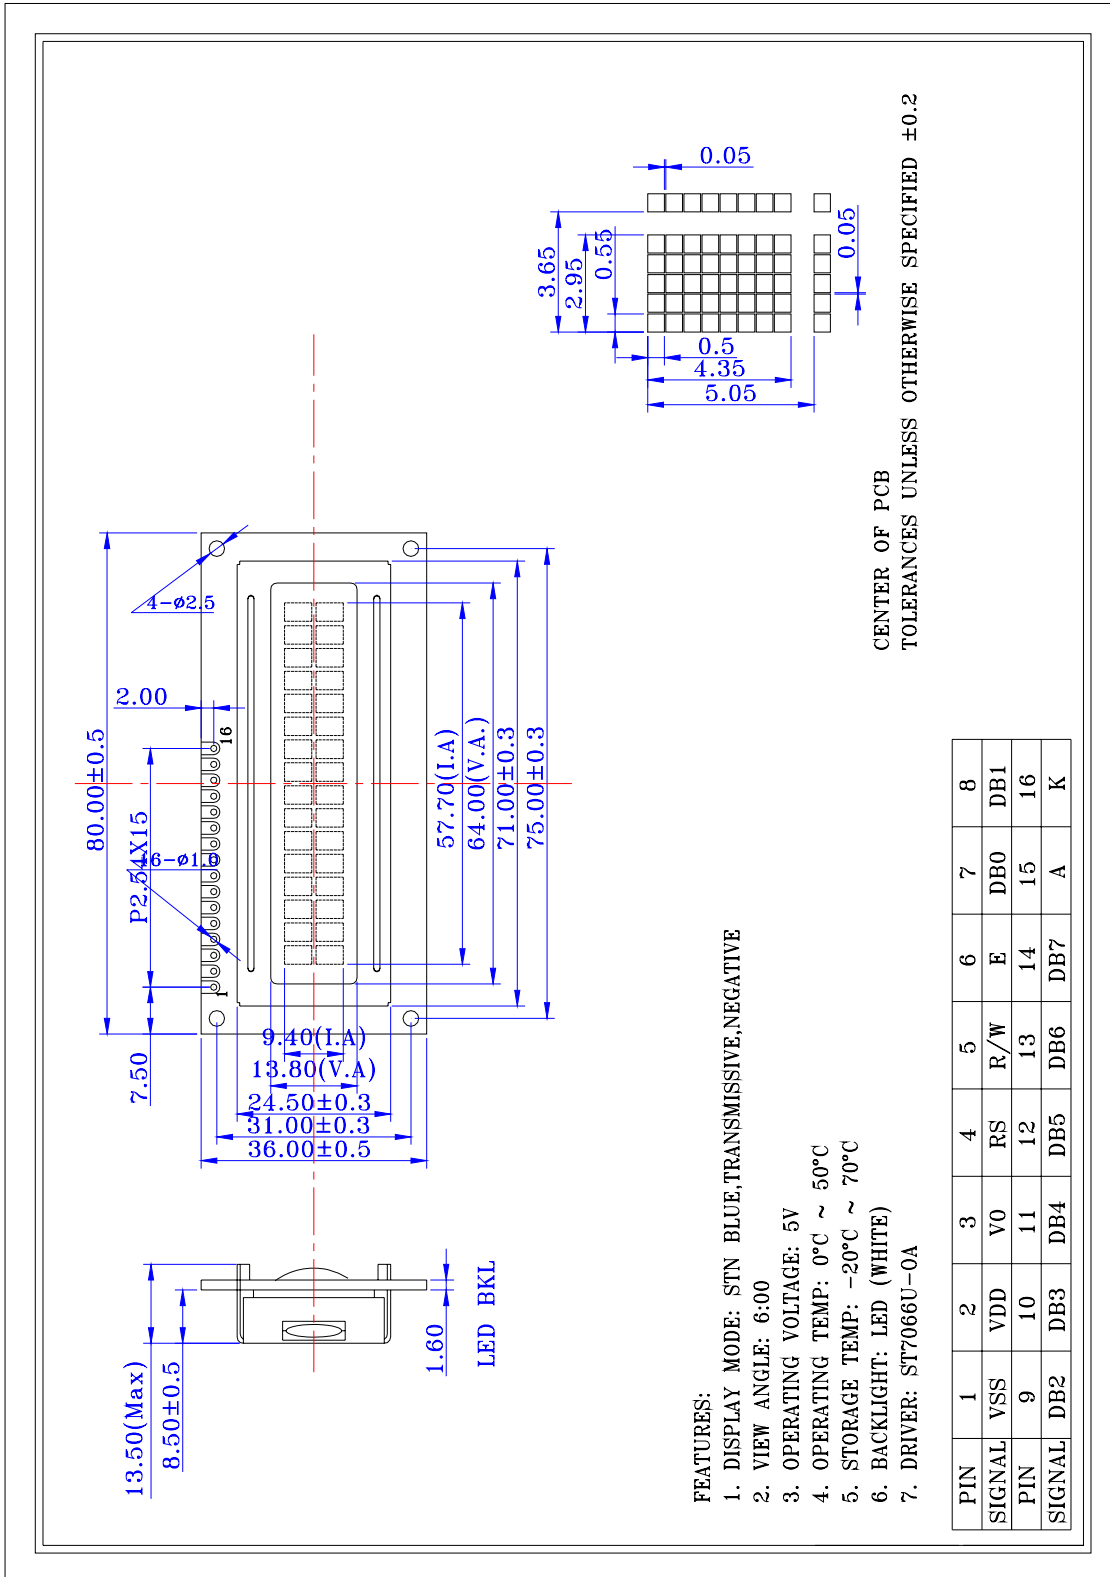 80.00±0.5
P2.54X15
7.50
2.00
4-ø2.5
16-ø1.0
16
1
57.70(I.A)
64.00(V.A.)
71.00±0.3
75.00±0.3
9.40(I.A)
13.80(V.A)
24.50±0.3
31.00±0.3
36.00±0.5
13.50(Max)
8.50±0.5
1.60
LED BKL
0.05
3.65
2.95
0.55
0.05
0.5
4.35
5.05
CENTER OF PCB
TOLERANCES UNLESS OTHERWISE SPECIFIED ±0.2
FEATURES:
1. DISPLAY MODE: STN BLUE,TRANSMISSIVE,NEGATIVE
2. VIEW ANGLE: 6:00
3. OPERATING VOLTAGE: 5V
4. OPERATING TEMP: 0°C ~ 50°C
5. STORAGE TEMP: -20°C ~ 70°C
6. BACKLIGHT: LED (WHITE)
7. DRIVER: ST7066U-0A
PIN 1 2 3 4 5 6 7 8
SIGNAL VSS VDD V0 RS R/W E DB0 DB1
PIN 9 10 11 12 13 14 15 16
SIGNAL DB2 DB3 DB4 DB5 DB6 DB7 A K